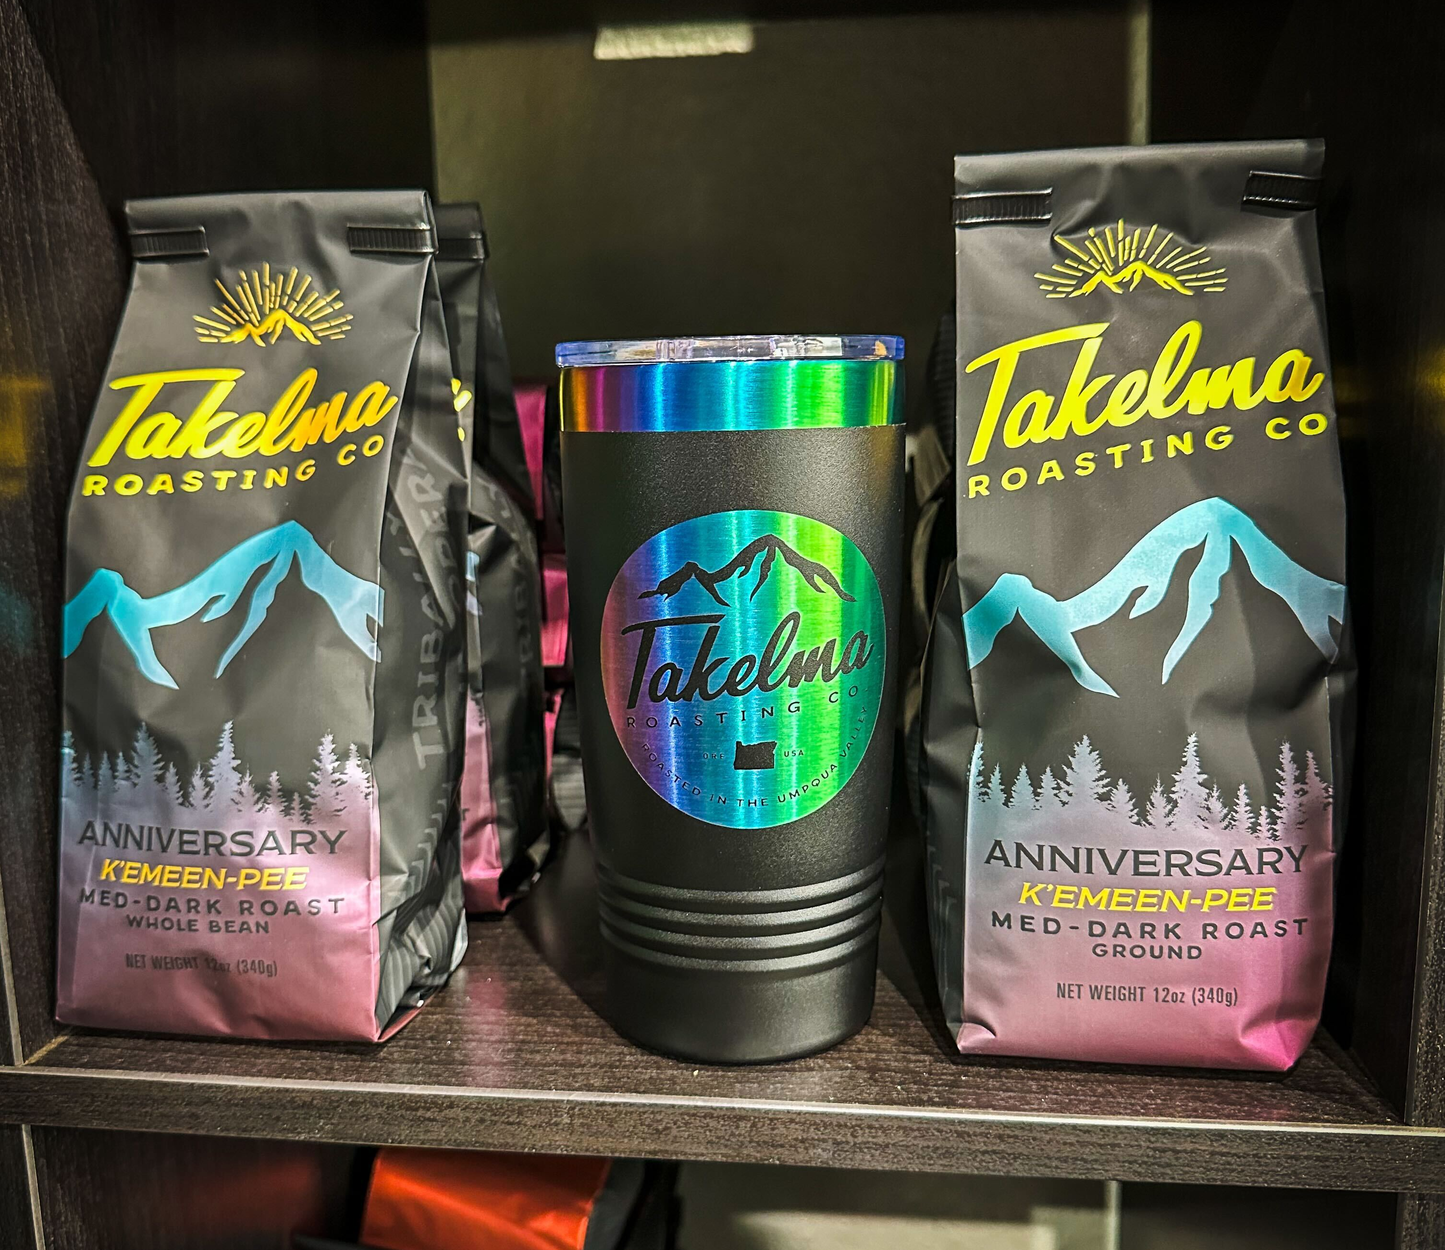 Takelma
ROASTING CO
TRIBAL
ANNIVERSARY
K'EMEEN-PEE
MED-DARK ROAST
WHOLE BEAN
NET WEIGHT 12oz (340g)
Takelma
ROASTING CO
ORE USA
ROASTED IN THE UMPQUA VALLEY
Takelma
ROASTING CO
ANNIVERSARY
K'EMEEN-PEE
MED-DARK ROAST
GROUND
NET WEIGHT 12oz (340g)